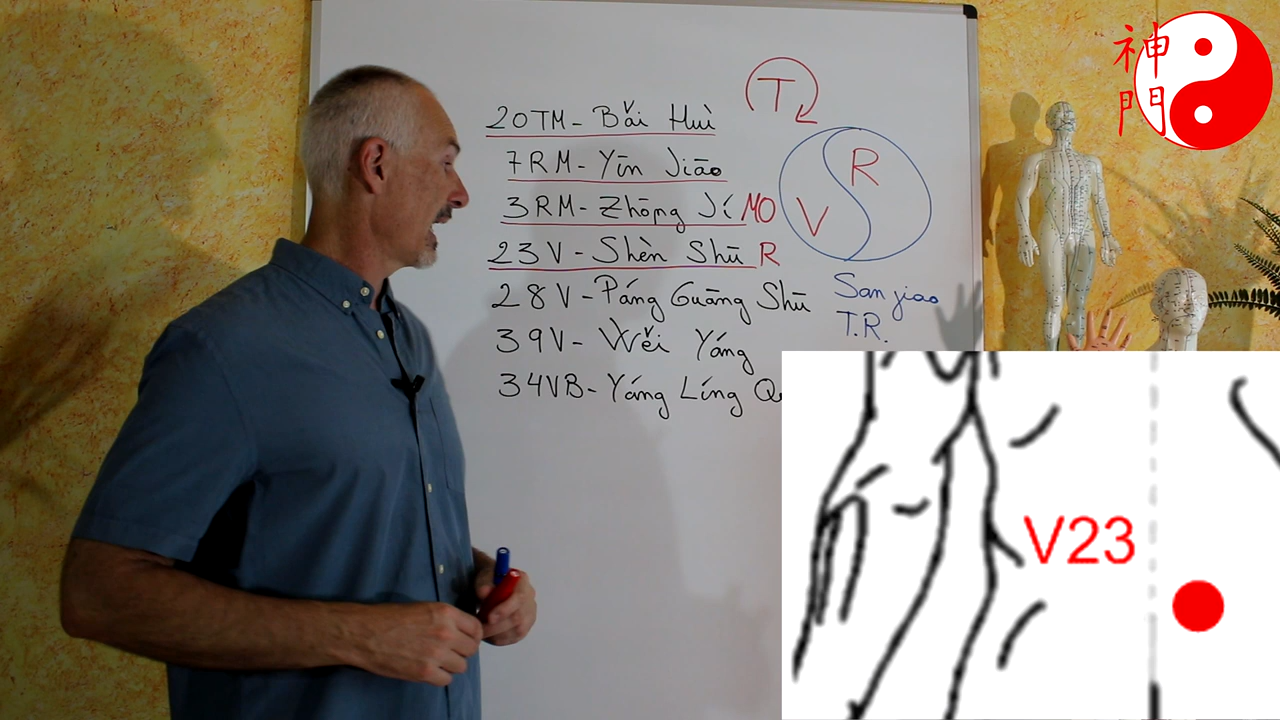 20TM - Bǎi Huì
7RM - Yīn Jiāo
3RM - Zhōng Jí MO
23V - Shèn Shū R
28V - Páng Guāng Shū
39V - Wěi Yáng
34VB - Yáng Líng
T
R
V
San jiao
T.R.
神門
V23